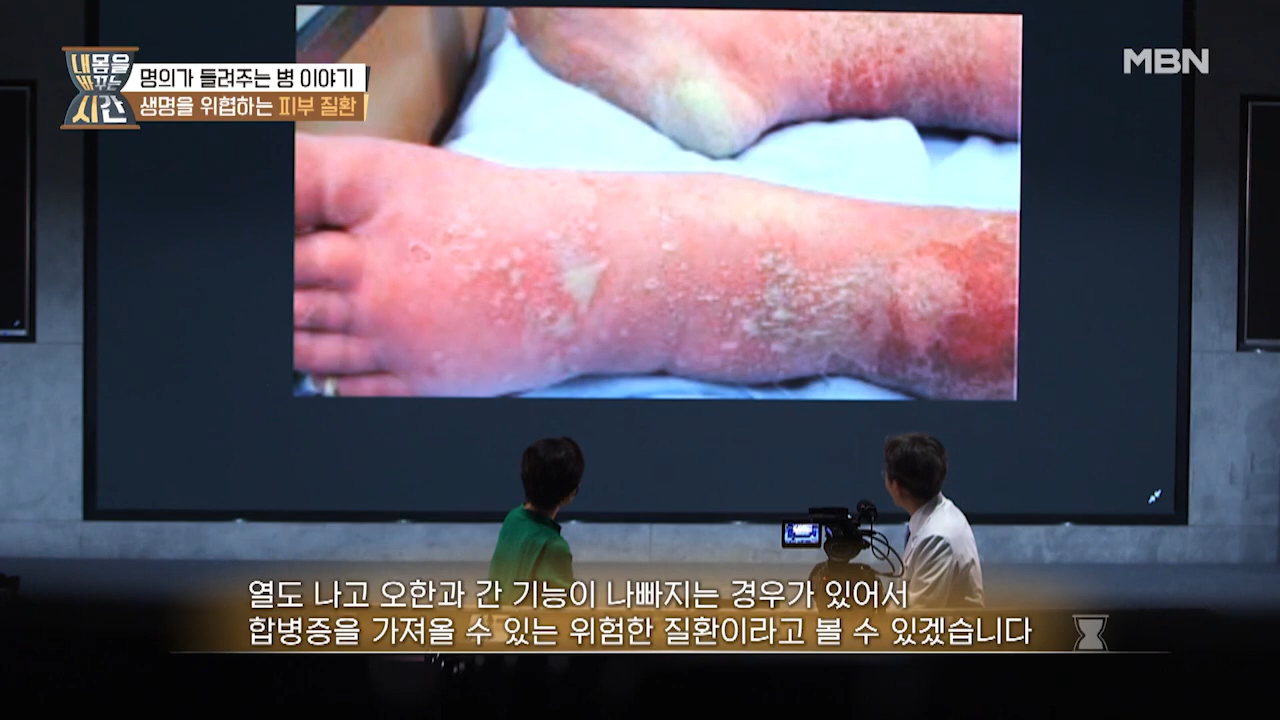 내 몸을
바꾸는
시간
명의가 들려주는 병 이야기
생명을 위협하는 피부 질환
MBN
열도 나고 오한과 간 기능이 나빠지는 경우가 있어서
합병증을 가져올 수 있는 위험한 질환이라고 볼 수 있겠습니다